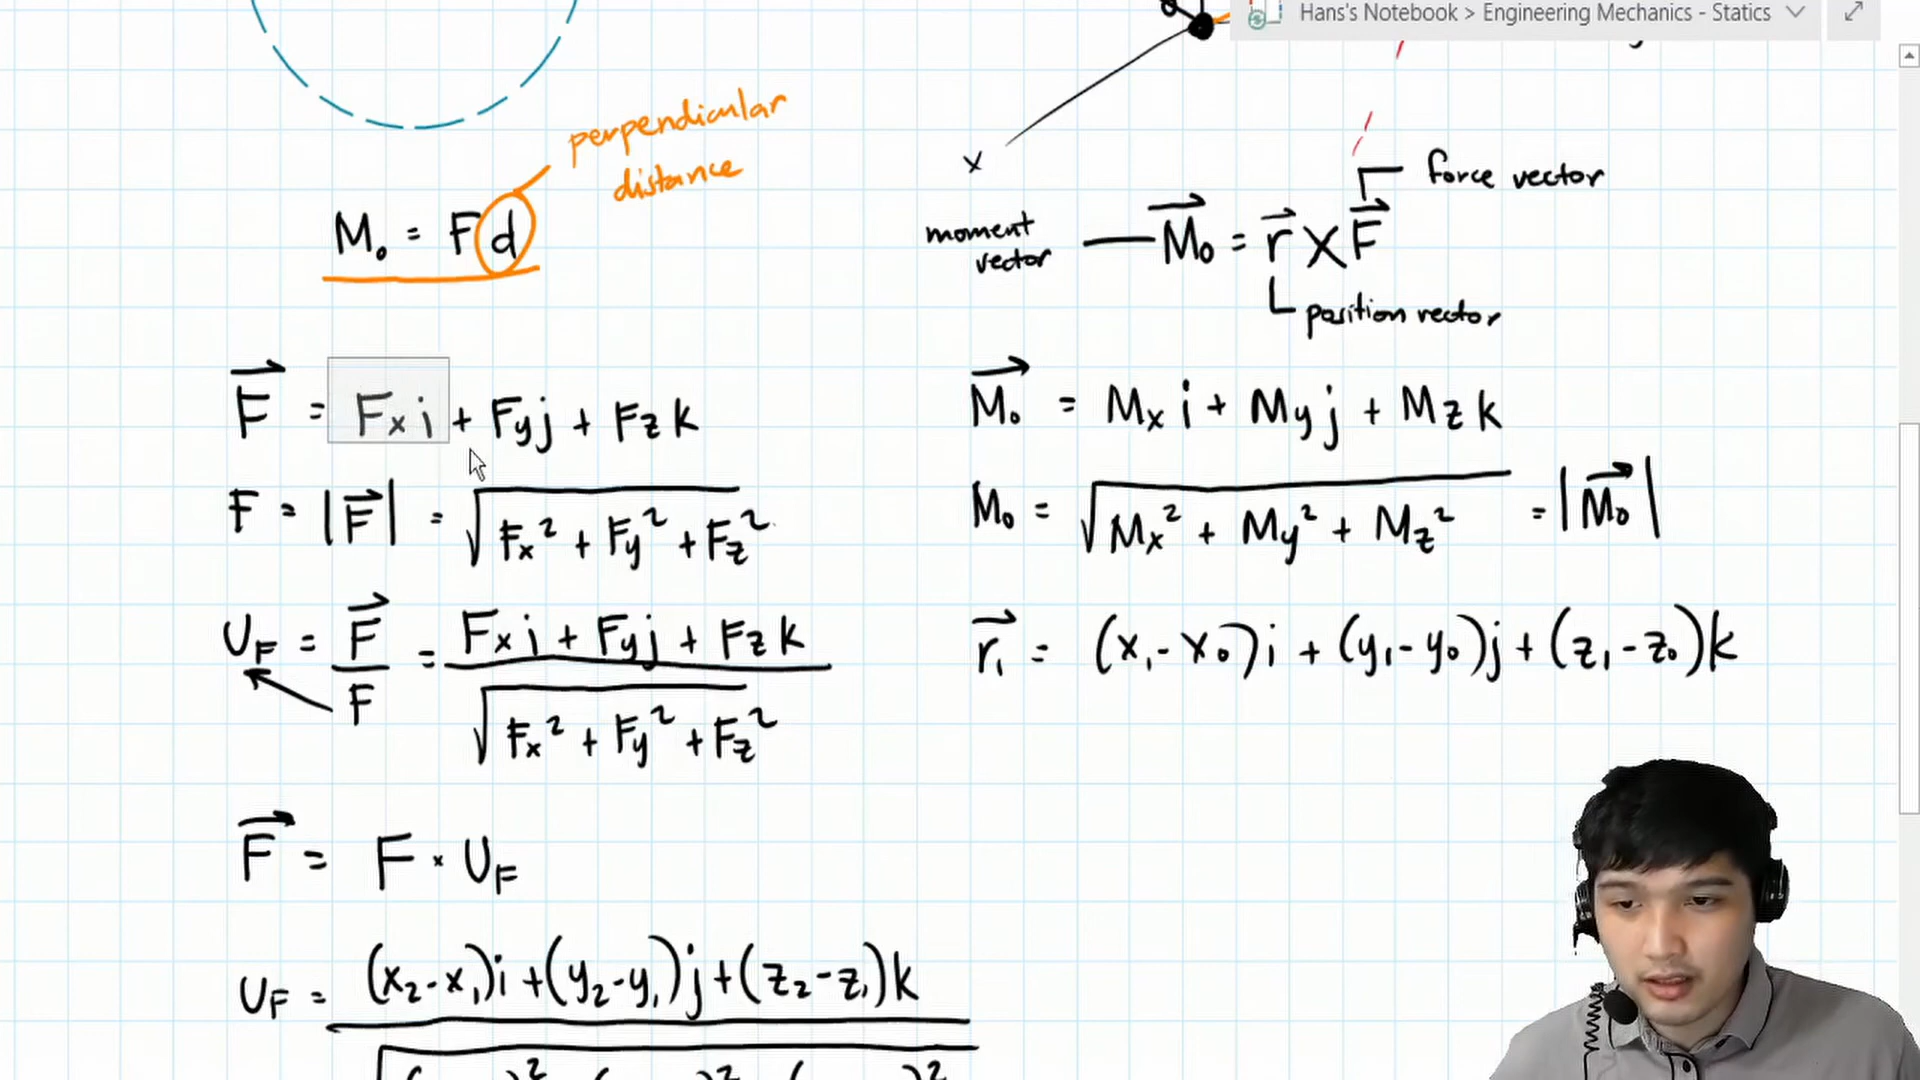 Hans's Notebook > Engineering Mechanics - Statics
perpendicular
distance
x
force vector
M₀ = Fd
moment
vector
M₀ = r × F
position vector
F = Fx i + Fy j + Fz k
M₀ = Mx i + My j + Mz k
F = |F| = √Fx² + Fy² + Fz²
M₀ = √Mx² + My² + Mz² = |M₀|
UF = F/F = Fx i + Fy j + Fz k / √Fx² + Fy² + Fz²
r₁ = (x₁-x₀)i + (y₁-y₀)j + (z₁-z₀)k
F = F · UF
UF = (x₂-x₁)i + (y₂-y₁)j + (z₂-z₁)k